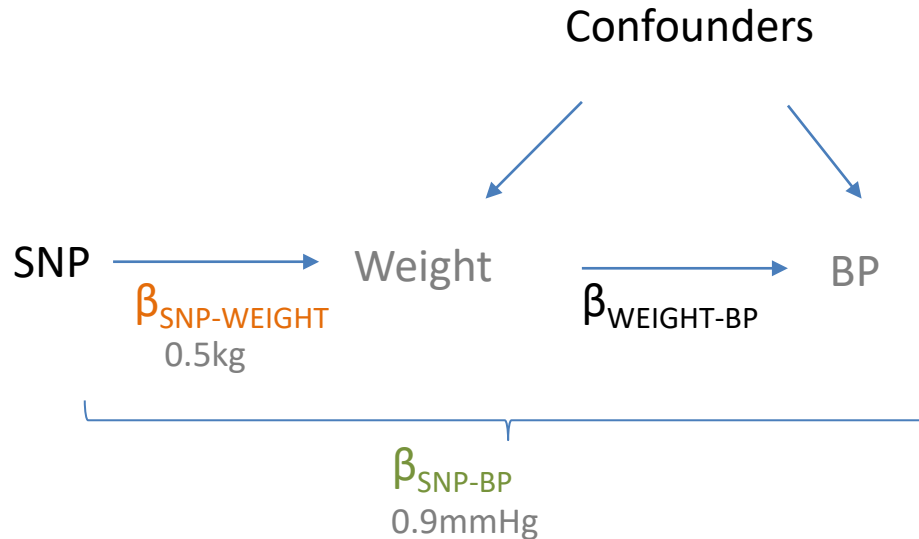 Confounders
SNP
Weight
BP
βSNP-WEIGHT
0.5kg
βWEIGHT-BP
βSNP-BP
0.9mmHg